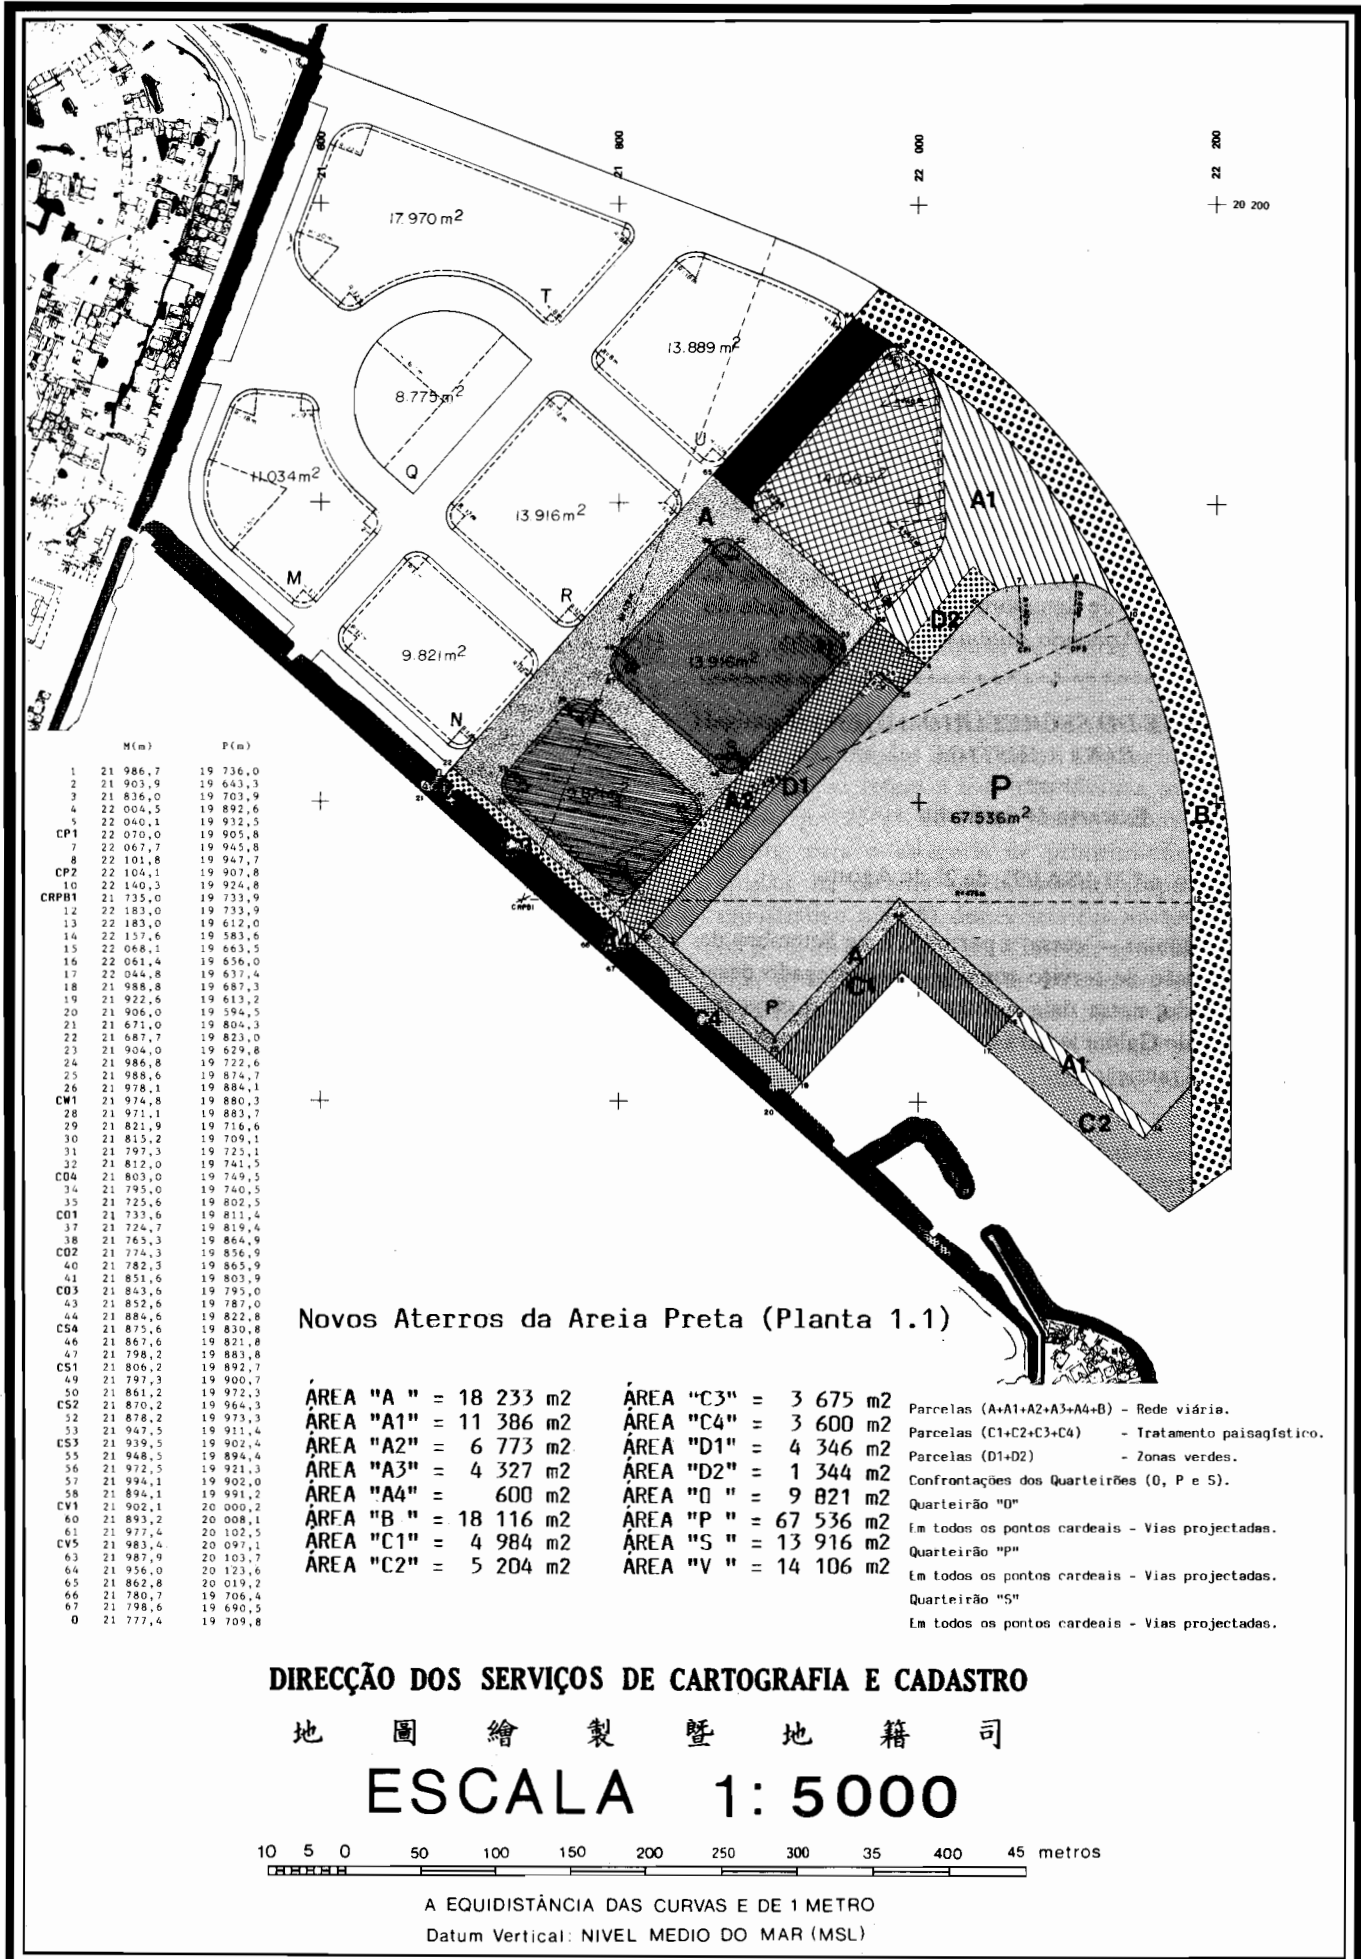 21 600
21 800
22 000
22 200
20 200
17.970 m2
T
13.889 m2
U
65
8.775 m2
Q
11.034 m2
M
13.916 m2
R
A
A1
9.821 m2
N
D2
13.916m2
S
A2
D1
P
67.536m2
B
22
21
CRPB1
A4
66
67
A
C1
P
C4
20
17
A1
C2
M(m) P(m)
1 21 986,7 19 736,0
2 21 903,9 19 643,3
3 21 836,0 19 703,9
4 22 004,5 19 892,6
5 22 040,1 19 932,5
CP1 22 070,0 19 905,8
7 22 067,7 19 945,8
8 22 101,8 19 947,7
CP2 22 104,1 19 907,8
10 22 140,3 19 924,8
CRPB1 21 735,0 19 733,9
12 22 183,0 19 733,9
13 22 183,0 19 612,0
14 22 157,6 19 583,6
15 22 068,1 19 663,5
16 22 061,4 19 656,0
17 22 044,8 19 637,4
18 21 988,8 19 687,3
19 21 922,6 19 613,2
20 21 906,0 19 594,5
21 21 671,0 19 804,3
22 21 687,7 19 823,0
23 21 904,0 19 629,8
24 21 986,8 19 722,6
25 21 988,6 19 874,7
26 21 978,1 19 884,1
CW1 21 974,8 19 880,3
28 21 971,1 19 883,7
29 21 821,9 19 716,6
30 21 815,2 19 709,1
31 21 797,3 19 725,1
32 21 812,0 19 741,5
CO4 21 803,0 19 749,5
34 21 795,0 19 740,5
35 21 725,6 19 802,5
CO1 21 733,6 19 811,4
37 21 724,7 19 819,4
38 21 765,3 19 864,9
CO2 21 774,3 19 856,9
40 21 782,3 19 865,9
41 21 851,6 19 803,9
CO3 21 843,6 19 795,0
43 21 852,6 19 787,0
44 21 884,6 19 822,8
CS4 21 875,6 19 830,8
46 21 867,6 19 821,8
47 21 798,2 19 883,8
CS1 21 806,2 19 892,7
49 21 797,3 19 900,7
50 21 861,2 19 972,3
CS2 21 870,2 19 964,3
52 21 878,2 19 973,3
53 21 947,5 19 911,4
CS3 21 939,5 19 902,4
55 21 948,5 19 894,4
56 21 972,5 19 921,3
57 21 994,1 19 902,0
58 21 894,1 19 991,2
CV1 21 902,1 20 000,2
60 21 893,2 20 008,1
61 21 977,4 20 102,5
CV5 21 983,4 20 097,1
63 21 987,9 20 103,7
64 21 956,0 20 123,6
65 21 862,8 20 019,2
66 21 780,7 19 706,4
67 21 798,6 19 690,5
0 21 777,4 19 709,8
Novos Aterros da Areia Preta (Planta 1.1)
ÁREA "A " = 18 233 m2
ÁREA "A1" = 11 386 m2
ÁREA "A2" = 6 773 m2
ÁREA "A3" = 4 327 m2
ÁREA "A4" = 600 m2
ÁREA "B " = 18 116 m2
ÁREA "C1" = 4 984 m2
ÁREA "C2" = 5 204 m2
ÁREA "C3" = 3 675 m2
ÁREA "C4" = 3 600 m2
ÁREA "D1" = 4 346 m2
ÁREA "D2" = 1 344 m2
ÁREA "O " = 9 821 m2
ÁREA "P " = 67 536 m2
ÁREA "S " = 13 916 m2
ÁREA "V " = 14 106 m2
Parcelas (A+A1+A2+A3+A4+B) - Rede viária.
Parcelas (C1+C2+C3+C4) - Tratamento paisagístico.
Parcelas (D1+D2) - Zonas verdes.
Confrontações dos Quarteirões (O, P e S).
Quarteirão "O"
Em todos os pontos cardeais - Vias projectadas.
Quarteirão "P"
Em todos os pontos cardeais - Vias projectadas.
Quarteirão "S"
Em todos os pontos cardeais - Vias projectadas.
DIRECÇÃO DOS SERVIÇOS DE CARTOGRAFIA E CADASTRO
地圖繪製暨地籍司
ESCALA 1: 5000
10 5 0 50 100 150 200 250 300 35 400 45 metros
A EQUIDISTÂNCIA DAS CURVAS E DE 1 METRO
Datum Vertical: NIVEL MEDIO DO MAR (MSL)